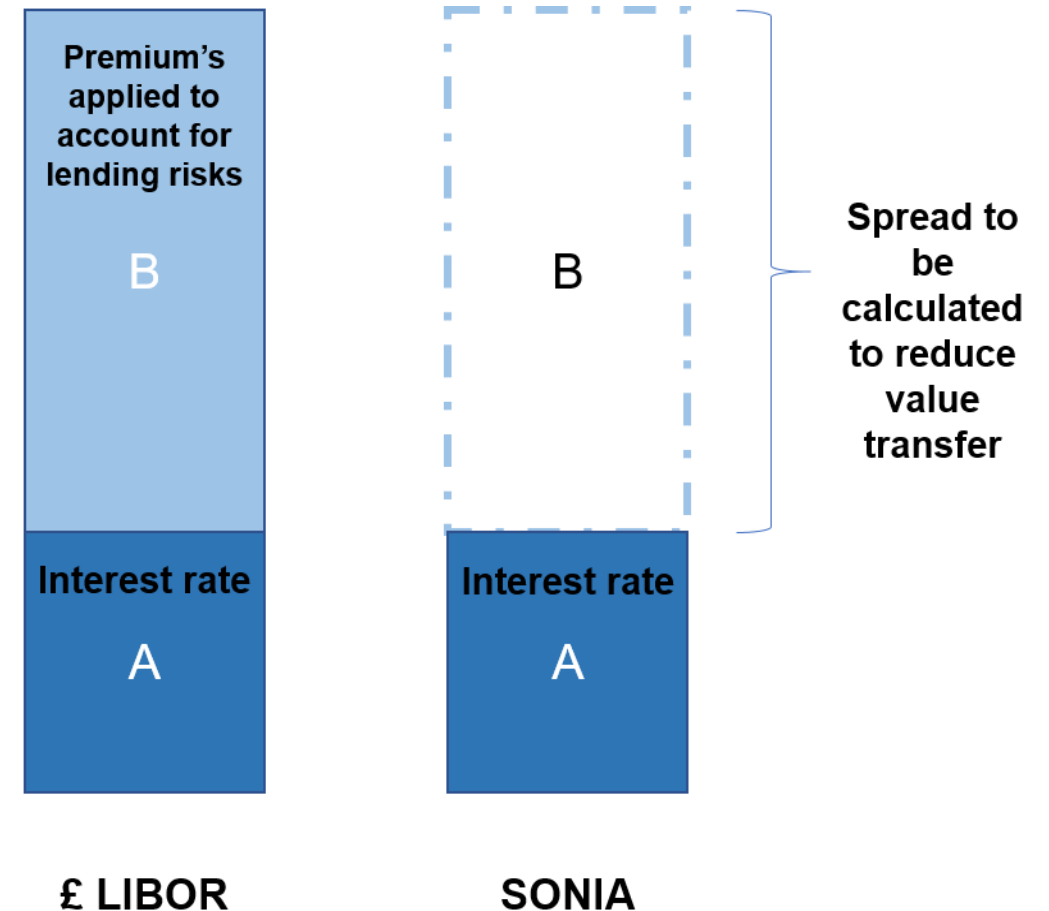 Premium's
applied to
account for
lending risks
B
Interest rate
A
B
Interest rate
A
Spread to
be
calculated
to reduce
value
transfer
£ LIBOR
SONIA